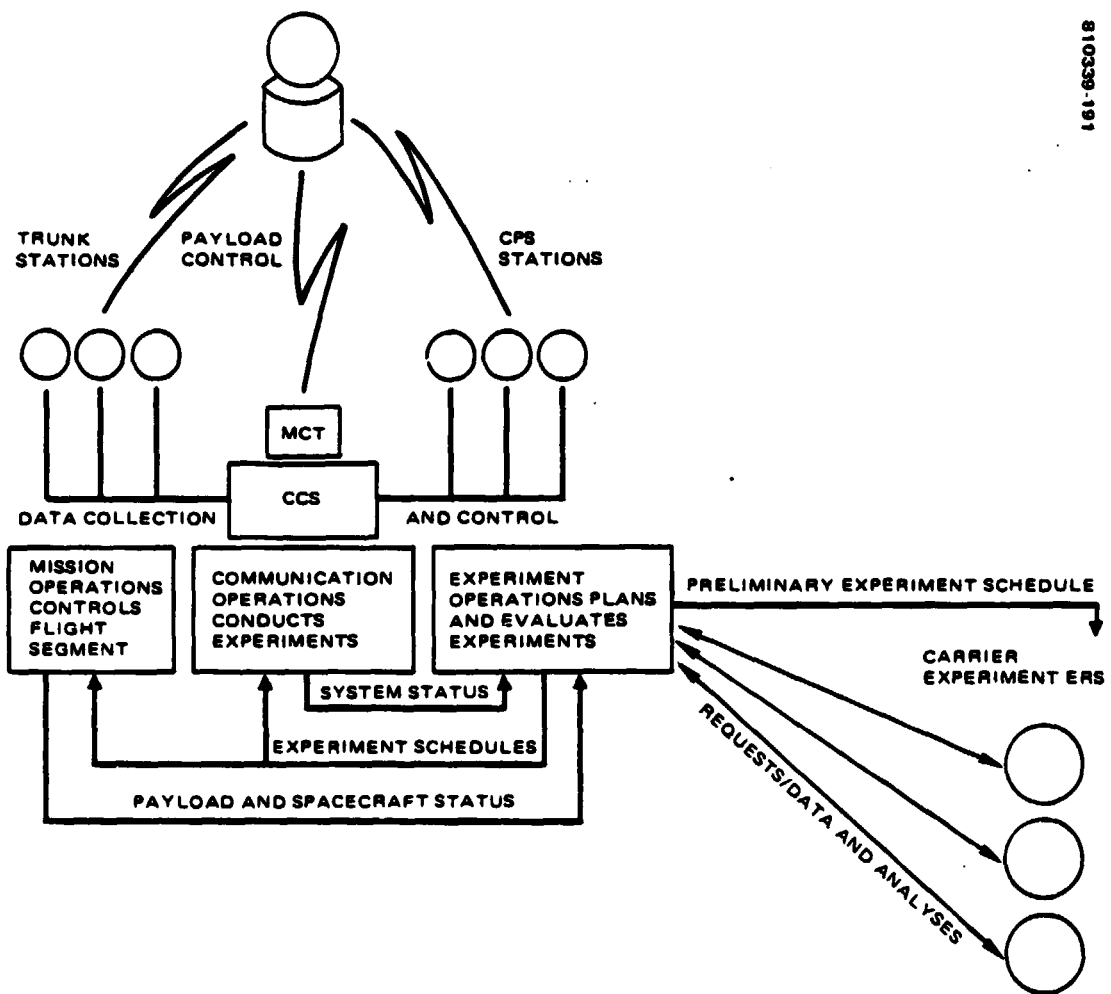 810339-191
TRUNK
STATIONS
PAYLOAD
CONTROL
CPS
STATIONS
MCT
CCS
DATA COLLECTION
AND CONTROL
MISSION
OPERATIONS
CONTROLS
FLIGHT
SEGMENT
COMMUNICATION
OPERATIONS
CONDUCTS
EXPERIMENTS
EXPERIMENT
OPERATIONS PLANS
AND EVALUATES
EXPERIMENTS
PRELIMINARY EXPERIMENT SCHEDULE
CARRIER
EXPERIMENTERS
SYSTEM STATUS
EXPERIMENT SCHEDULES
PAYLOAD AND SPACECRAFT STATUS
REQUESTS/DATA AND ANALYSES